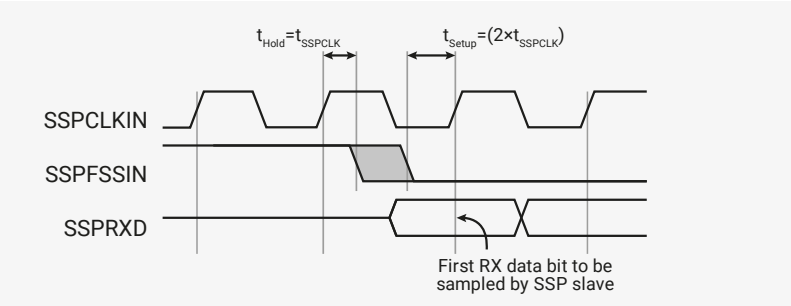 tHold=tSSPCLK
tSetup=(2×tSSPCLK)
SSPCLKIN
SSPFSSIN
SSPRXD
First RX data bit to be
sampled by SSP slave